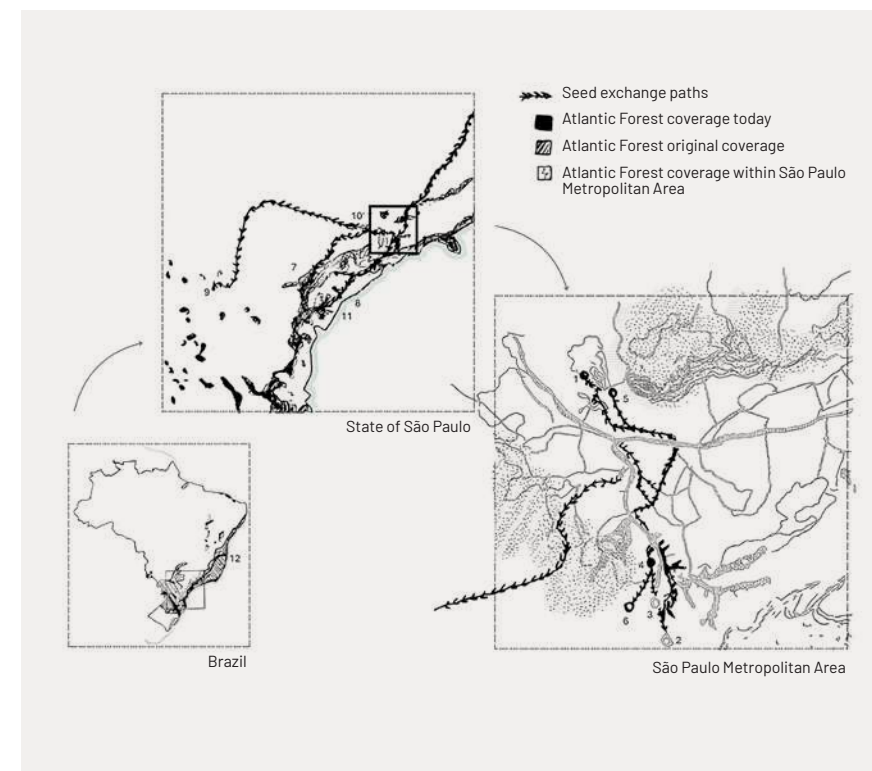 Seed exchange paths
Atlantic Forest coverage today
Atlantic Forest original coverage
Atlantic Forest coverage within São Paulo
Metropolitan Area
10
7
9
8
11
State of São Paulo
1
5
4
3
6
2
São Paulo Metropolitan Area
12
Brazil